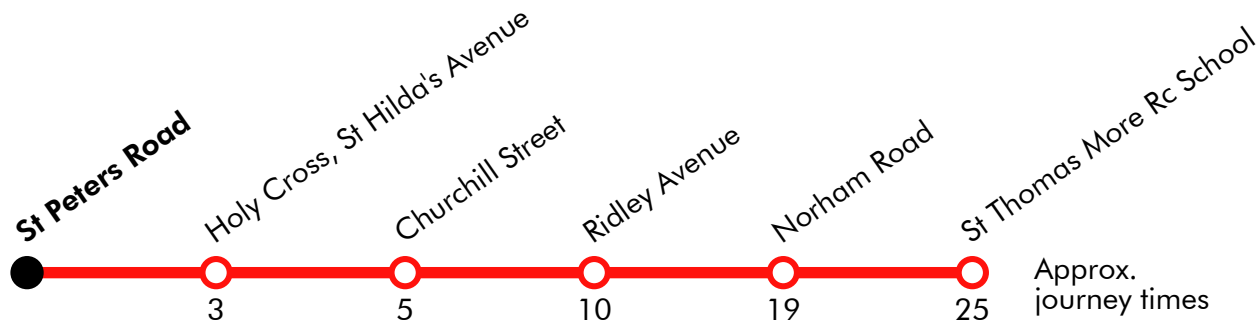 St Peters Road
Holy Cross, St Hilda's Avenue
Churchill Street
Ridley Avenue
Norham Road
St Thomas More Rc School
3
5
10
19
25
Approx.
journey times